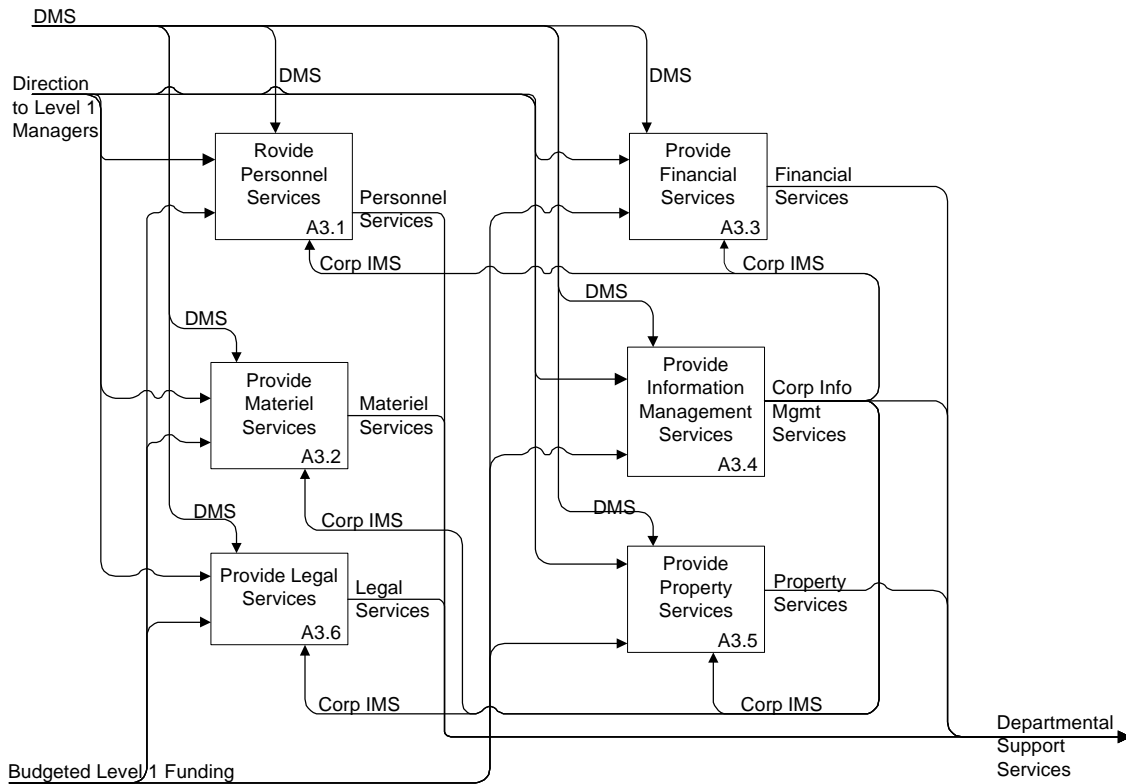 DMS
DMS
DMS
Direction
to Level 1
Managers
Rovide
Personnel
Services
A3.1
Personnel
Services
Provide
Financial
Services
A3.3
Financial
Services
Corp IMS
Corp IMS
DMS
DMS
Provide
Materiel
Services
A3.2
Materiel
Services
Provide
Information
Management
Services
A3.4
Corp Info
Mgmt
Services
DMS
Corp IMS
DMS
Provide Legal
Services
A3.6
Legal
Services
Provide
Property
Services
A3.5
Property
Services
Corp IMS
Corp IMS
Departmental
Support
Services
Budgeted Level 1 Funding